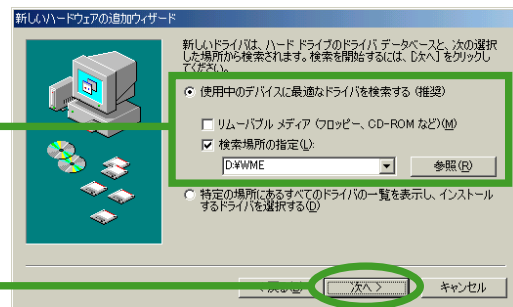 新しいハードウェアの追加ウィザード
新しいドライバは、ハード ドライブのドライバ データベースと、次の選択
した場所から検索されます。検索を開始するには、[次へ] をクリックし
てください。
使用中のデバイスに最適なドライバを検索する (推奨)
リムーバブル メディア (フロッピー、CD-ROM など)(M)
検索場所の指定(L):
D:¥WME
参照(R)
特定の場所にあるすべてのドライバの一覧を表示し、インストール
するドライバを選択する(D)
次へ >
キャンセル